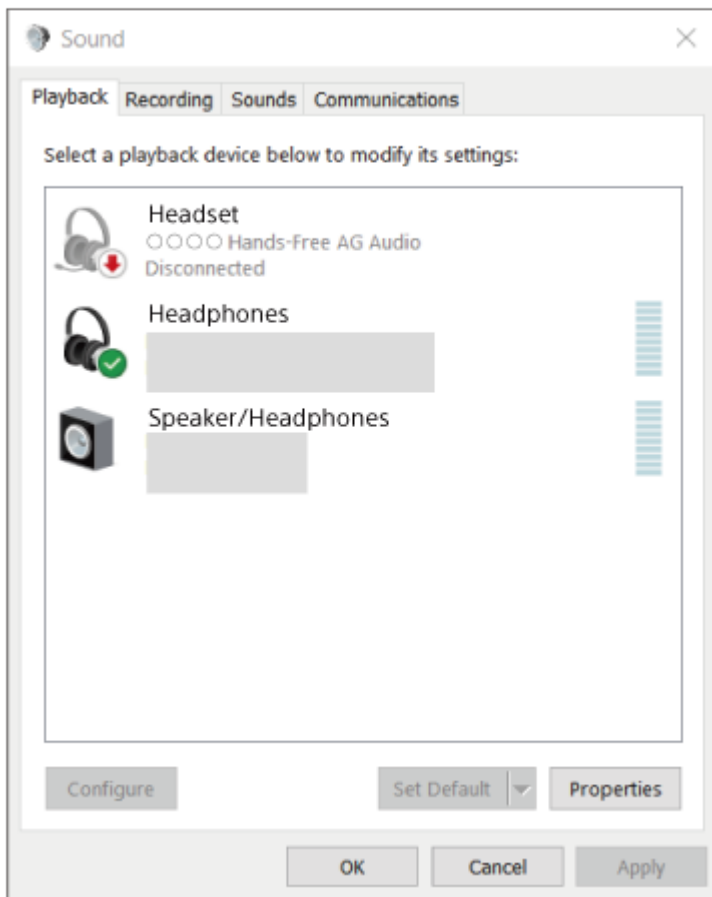 Sound
Playback Recording Sounds Communications
Select a playback device below to modify its settings:
Headset
○○○○ Hands-Free AG Audio
Disconnected
Headphones
Speaker/Headphones
Configure Set Default Properties
OK Cancel Apply